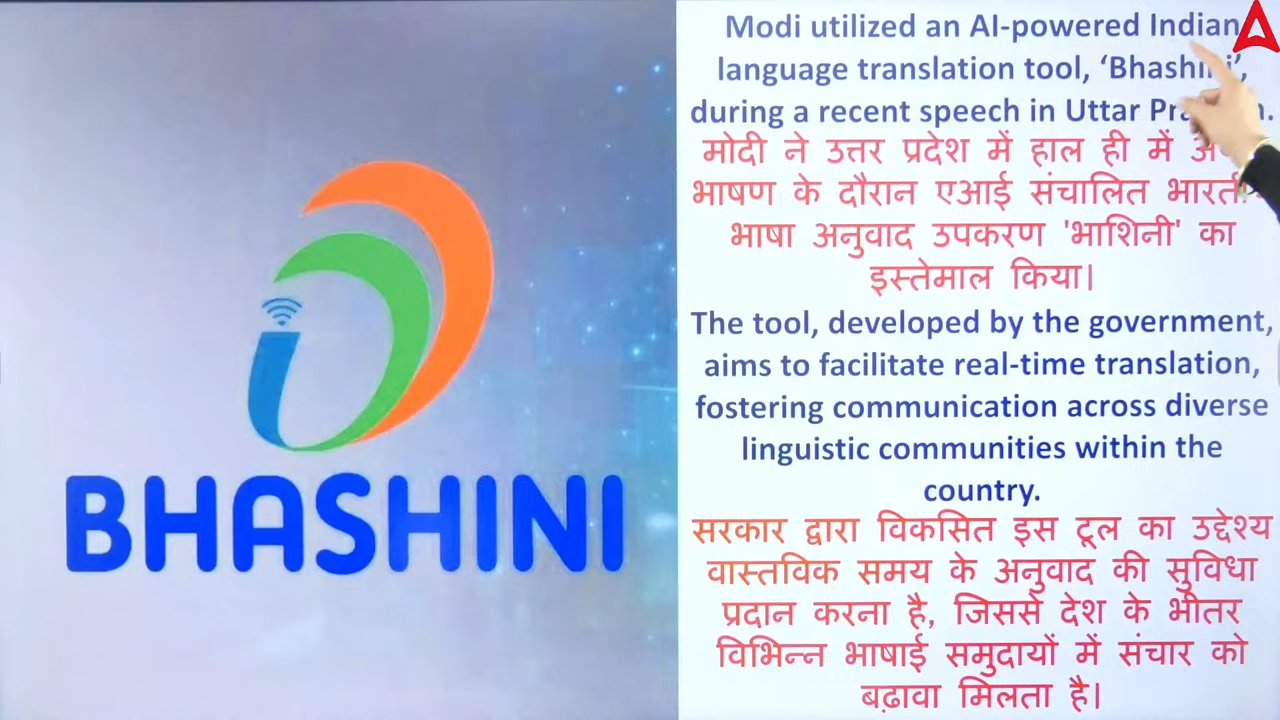 BHASHINI
Modi utilized an AI-powered Indian
language translation tool,
during a recent speech in Uttar
मोदी ने उत्तर प्रदेश में हाल ही में
भाषण के दौरान एआई संचालित
भाषा अनुवाद उपकरण 'भाशिनी' का
इस्तेमाल किया।
The tool, developed by the government,
aims to facilitate real-time translation,
fostering communication across diverse
linguistic communities within the
country.
सरकार द्वारा विकसित इस टूल का उद्देश्य
वास्तविक समय के अनुवाद की सुविधा
प्रदान करना है, जिससे देश के भीतर
विभिन्न भाषाई समुदायों में संचार को
बढ़ावा मिलता है।